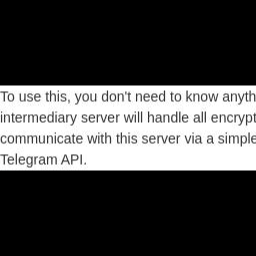 To use this, you don't need to know anyth
intermediary server will handle all encrypt
communicate with this server via a simple
Telegram API.